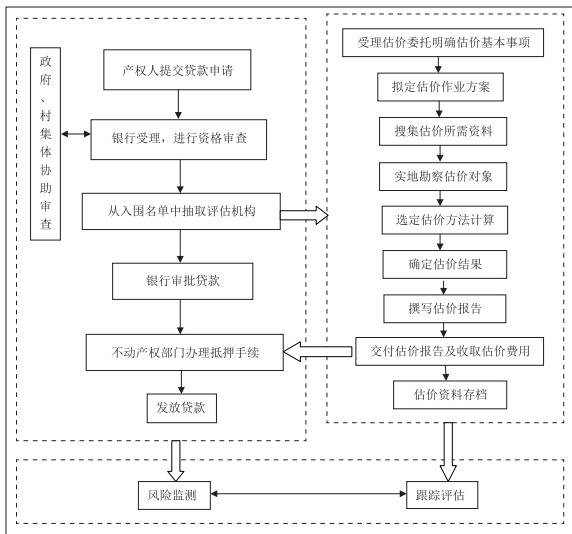 政府、村集体协助审查
产权人提交贷款申请
银行受理，进行资格审查
从入围名单中抽取评估机构
银行审批贷款
不动产权部门办理抵押手续
发放贷款
受理估价委托明确估价基本事项
拟定估价作业方案
搜集估价所需资料
实地勘察估价对象
选定估价方法计算
确定估价结果
撰写估价报告
交付估价报告及收取估价费用
估价资料存档
风险监测
跟踪评估